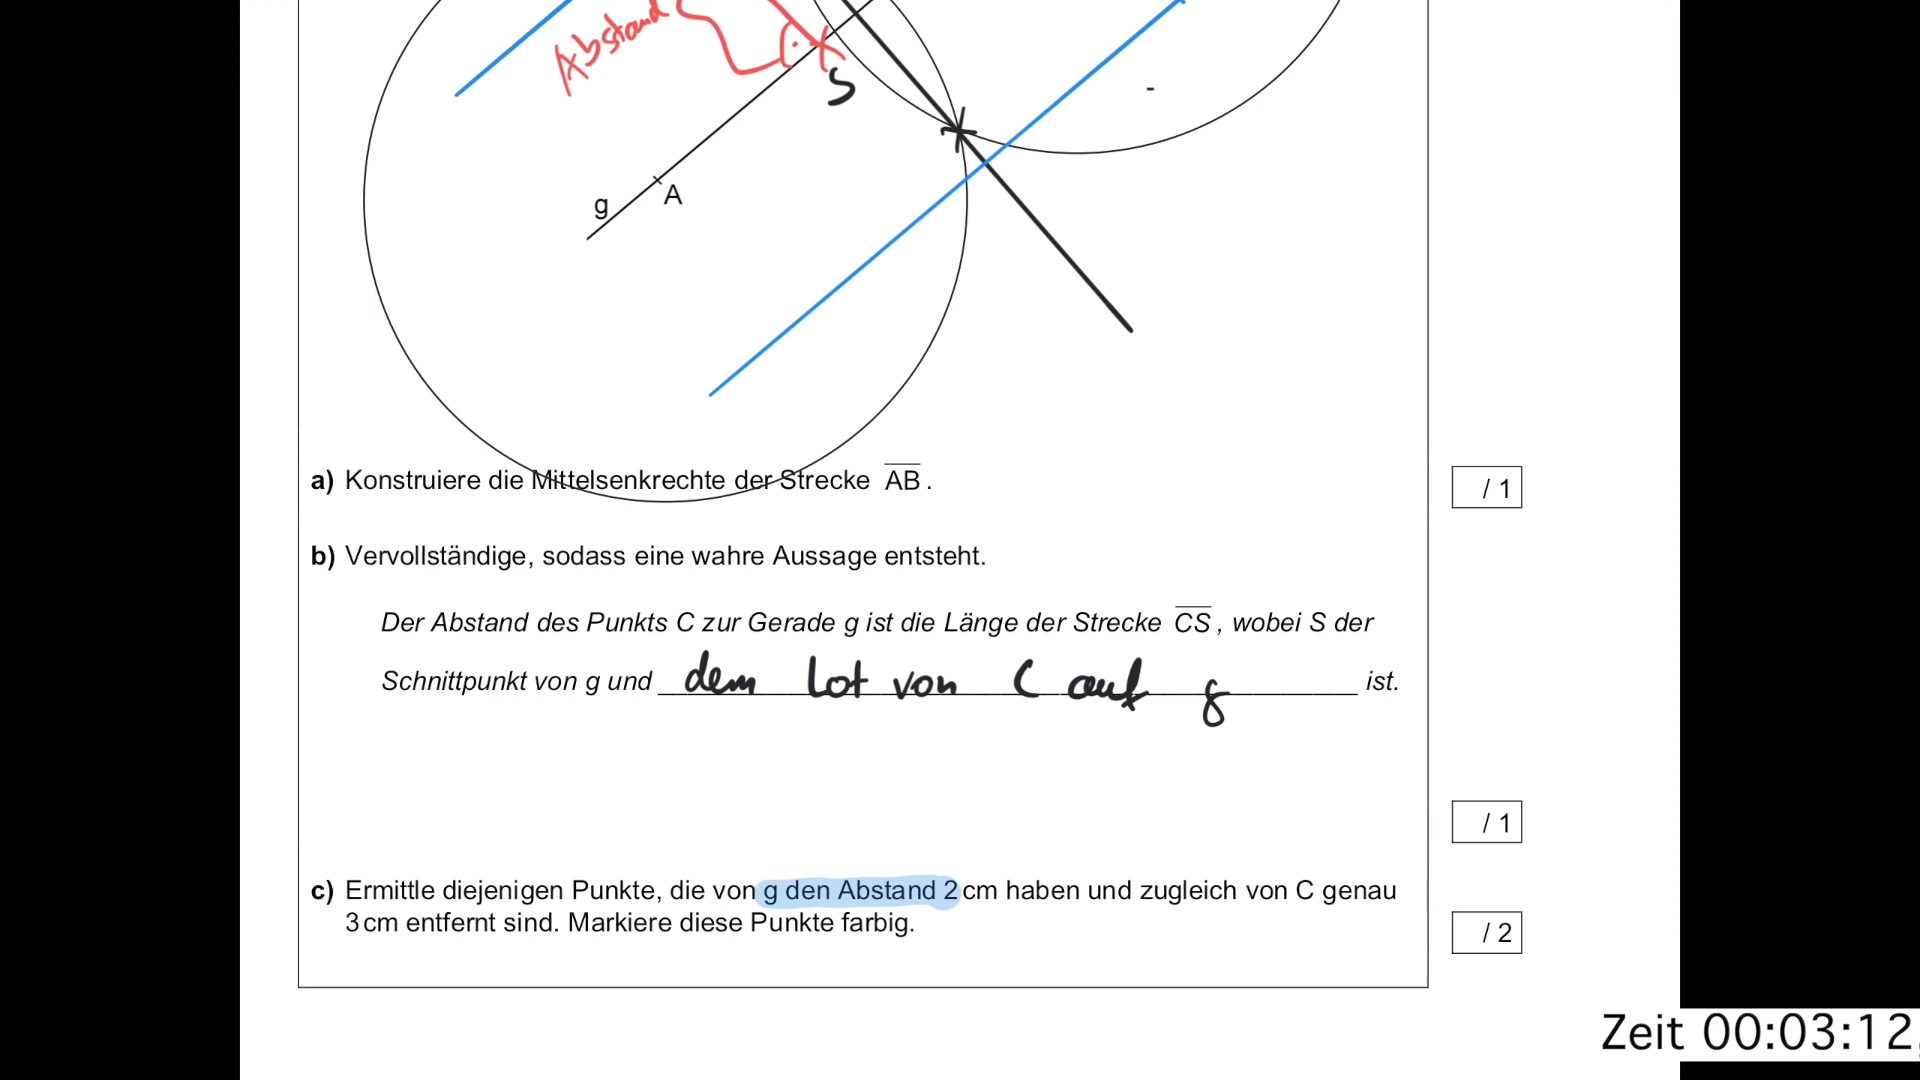 Abstand
S
g
A
a) Konstruiere die Mittelsenkrechte der Strecke AB.
/ 1
b) Vervollständige, sodass eine wahre Aussage entsteht.
Der Abstand des Punkts C zur Gerade g ist die Länge der Strecke CS, wobei S der
Schnittpunkt von g und dem Lot von C auf g ist.
/ 1
c) Ermittle diejenigen Punkte, die von g den Abstand 2 cm haben und zugleich von C genau
3 cm entfernt sind. Markiere diese Punkte farbig.
/ 2
Zeit 00:03:12